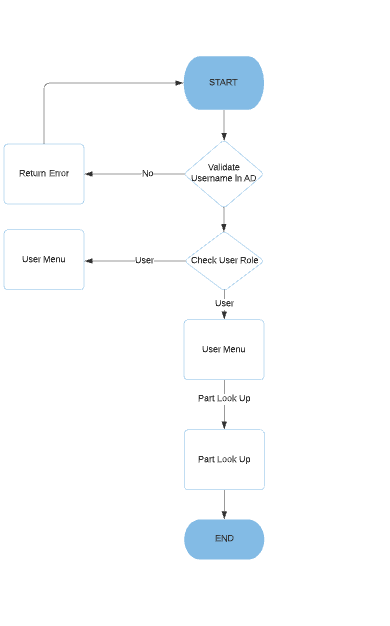 START
Validate
Username In AD
No
Return Error
Check User Role
User
User Menu
User
User Menu
Part Look Up
Part Look Up
END